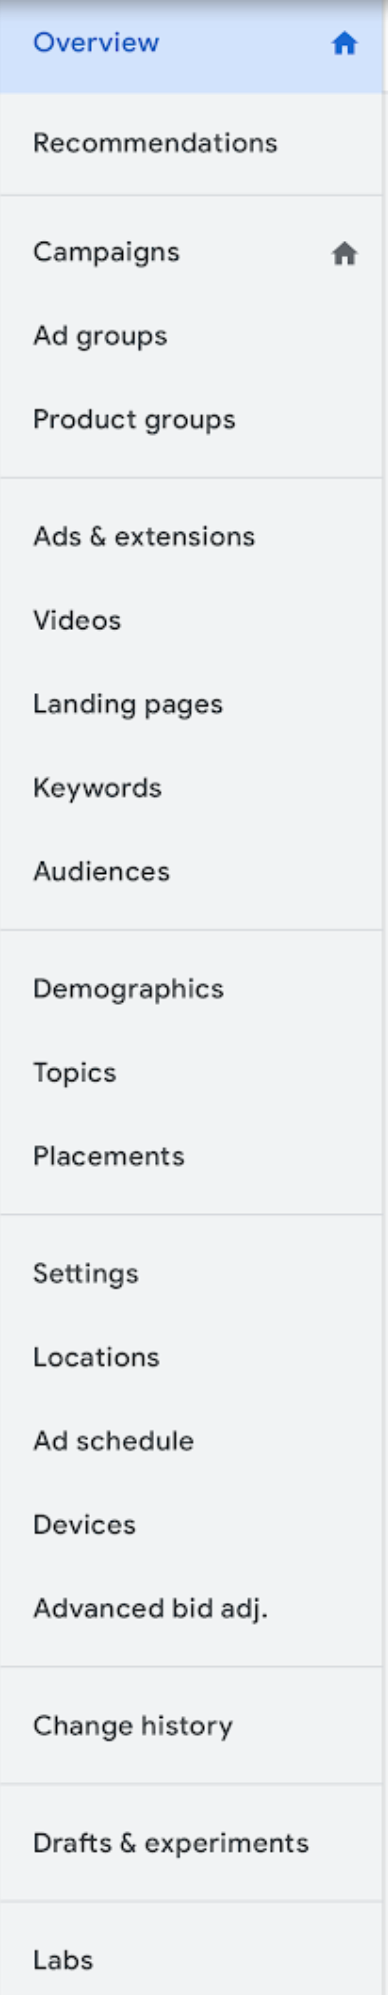 Overview
Recommendations
Campaigns
Ad groups
Product groups
Ads & extensions
Videos
Landing pages
Keywords
Audiences
Demographics
Topics
Placements
Settings
Locations
Ad schedule
Devices
Advanced bid adj.
Change history
Drafts & experiments
Labs